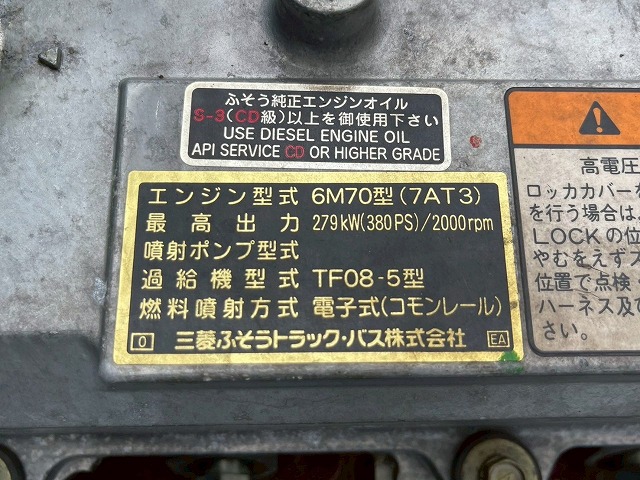 ふそう純正エンジンオイル
S-3(CD級)以上を御使用下さい
USE DIESEL ENGINE OIL
API SERVICE CD OR HIGHER GRADE
エンジン型式 6M70型(7AT3)
最高出力 279kW(380PS)/2000rpm
噴射ポンプ型式
過給機型式 TF08-5型
燃料噴射方式 電子式(コモンレール)
0 三菱ふそうトラック・バス株式会社 EA
高電圧
ロッカカバー
を行う場合は
LOCKの位
やむをえずス
位置で点検
ハーネス及び
さい。